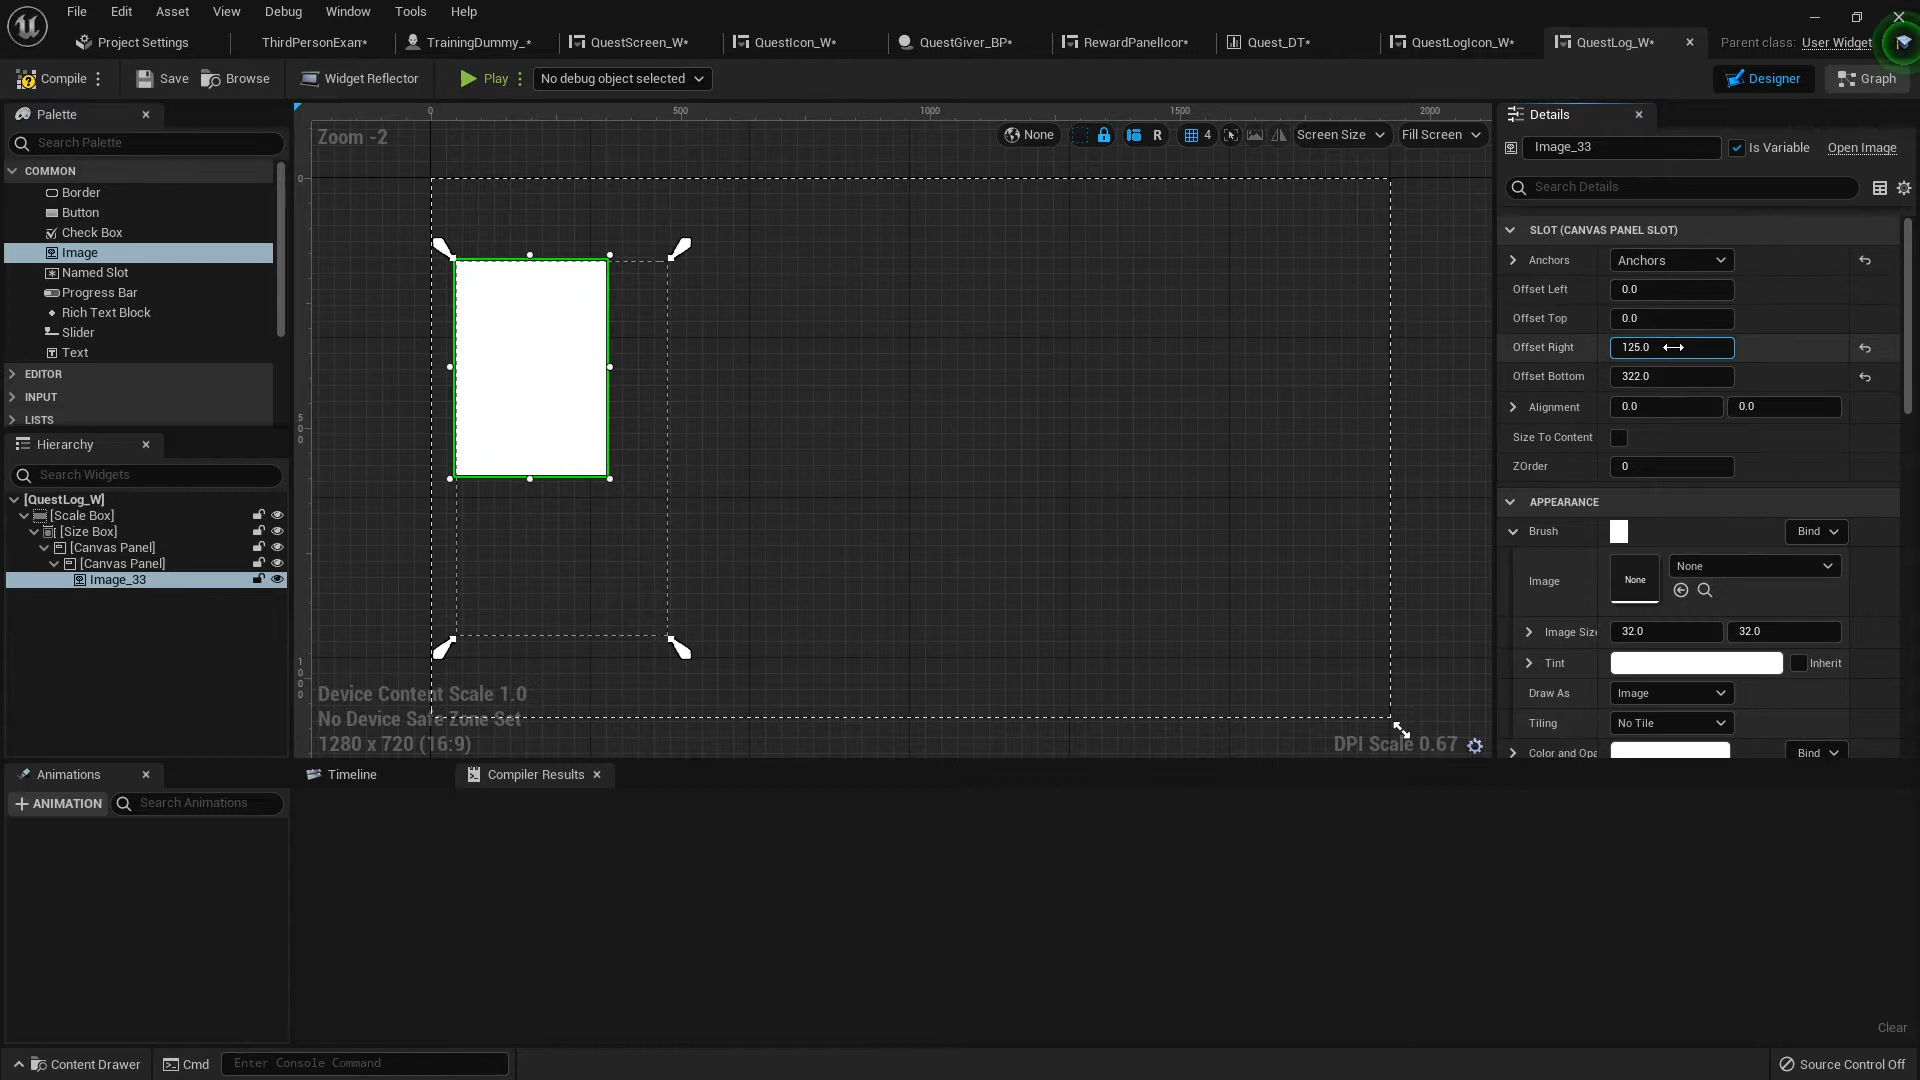 File Edit Asset View Debug Window Tools Help
Project Settings ThirdPersonExam* TrainingDummy_* QuestScreen_W* QuestIcon_W* QuestGiver_BP* RewardPanelIcon* Quest_DT* QuestLogIcon_W* QuestLog_W* Parent class: User Widget
Compile Save Browse Widget Reflector Play No debug object selected Designer Graph
Palette
Search Palette
COMMON
Border
Button
Check Box
Image
Named Slot
Progress Bar
Rich Text Block
Slider
Text
EDITOR
INPUT
LISTS
Hierarchy
Search Widgets
[QuestLog_W]
[Scale Box]
[Size Box]
[Canvas Panel]
[Canvas Panel]
Image_33
0 500 1000 1500 2000
Zoom -2
None R 4 Screen Size Fill Screen
0
500
1000
Device Content Scale 1.0
No Device Safe Zone Set
1280 x 720 (16:9)
DPI Scale 0.67
Details
Image_33 Is Variable Open Image
Search Details
SLOT (CANVAS PANEL SLOT)
Anchors Anchors
Offset Left 0.0
Offset Top 0.0
Offset Right 125.0
Offset Bottom 322.0
Alignment 0.0 0.0
Size To Content
ZOrder 0
APPEARANCE
Brush Bind
Image None None
Image Siz 32.0 32.0
Tint Inherit
Draw As Image
Tiling No Tile
Color and Opa Bind
Animations
ANIMATION Search Animations
Timeline Compiler Results
Clear
Content Drawer Cmd Enter Console Command Source Control Off